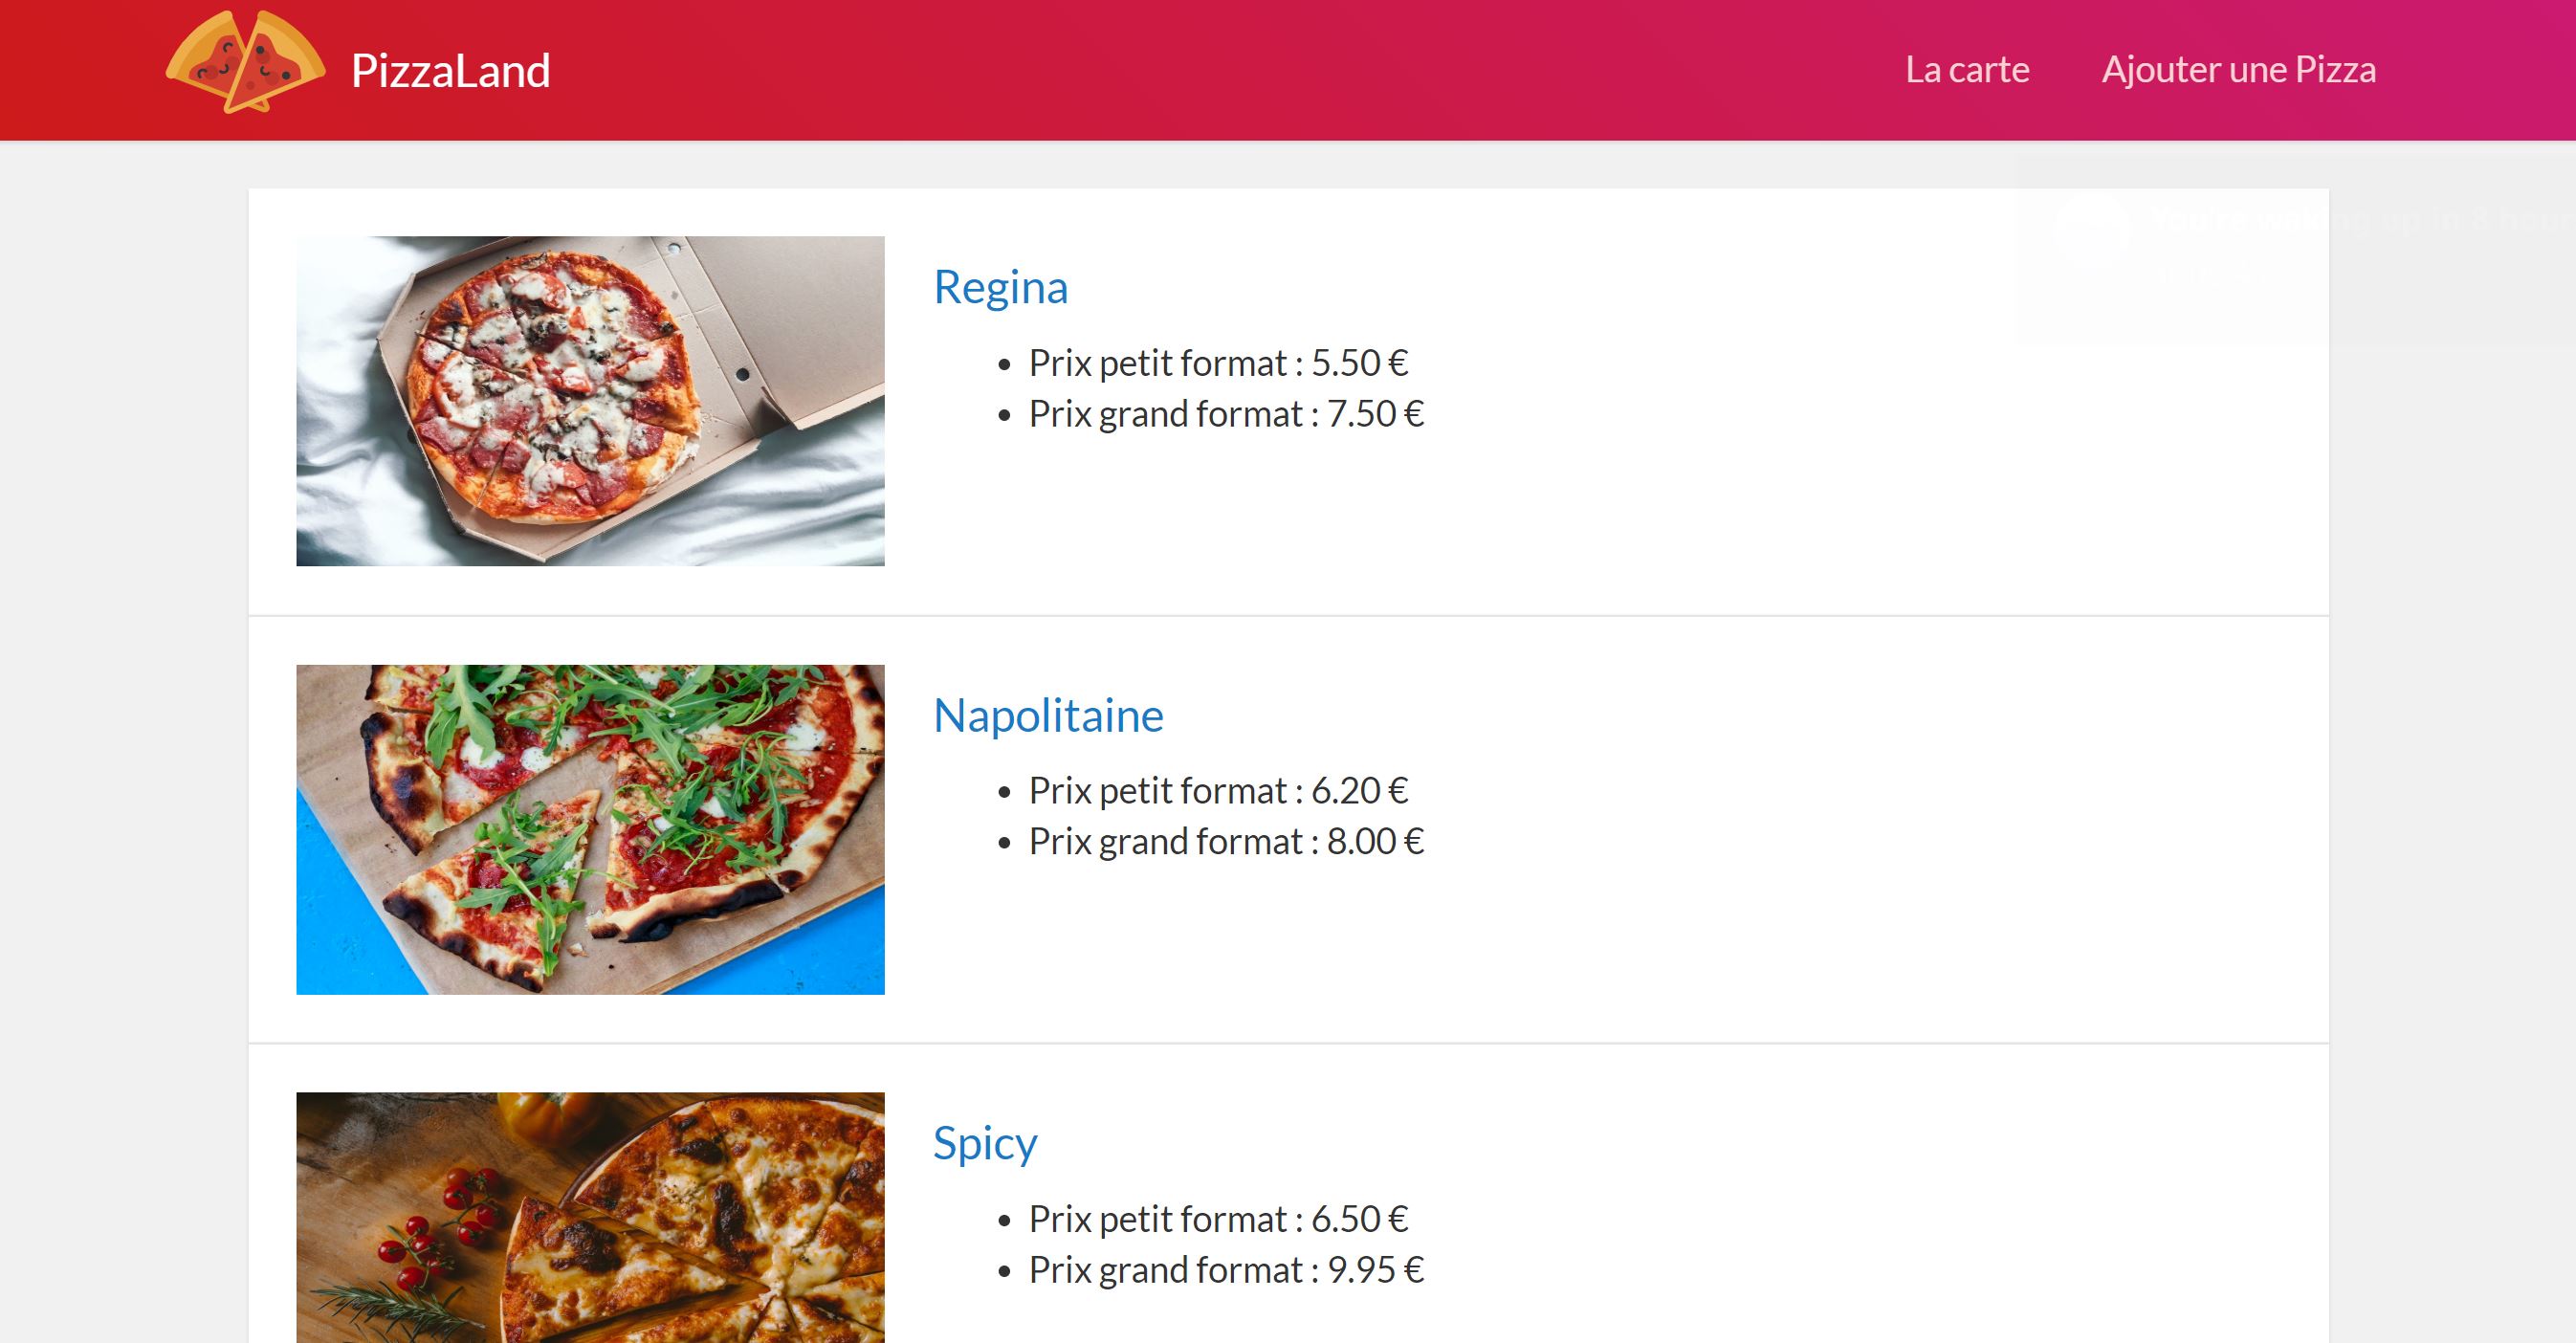 PizzaLand
La carte
Ajouter une Pizza
Regina
Prix petit format : 5.50 €
Prix grand format : 7.50 €
Napolitaine
Prix petit format : 6.20 €
Prix grand format : 8.00 €
Spicy
Prix petit format : 6.50 €
Prix grand format : 9.95 €